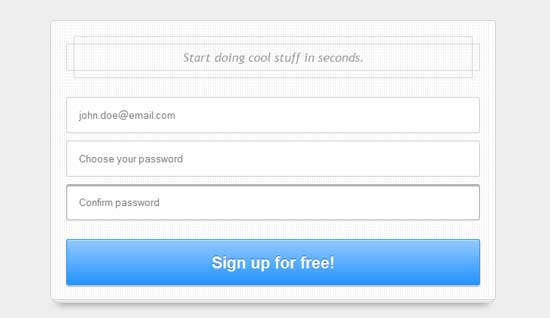 Start doing cool stuff in seconds.
john.doe@email.com
Choose your password
Confirm password
Sign up for free!